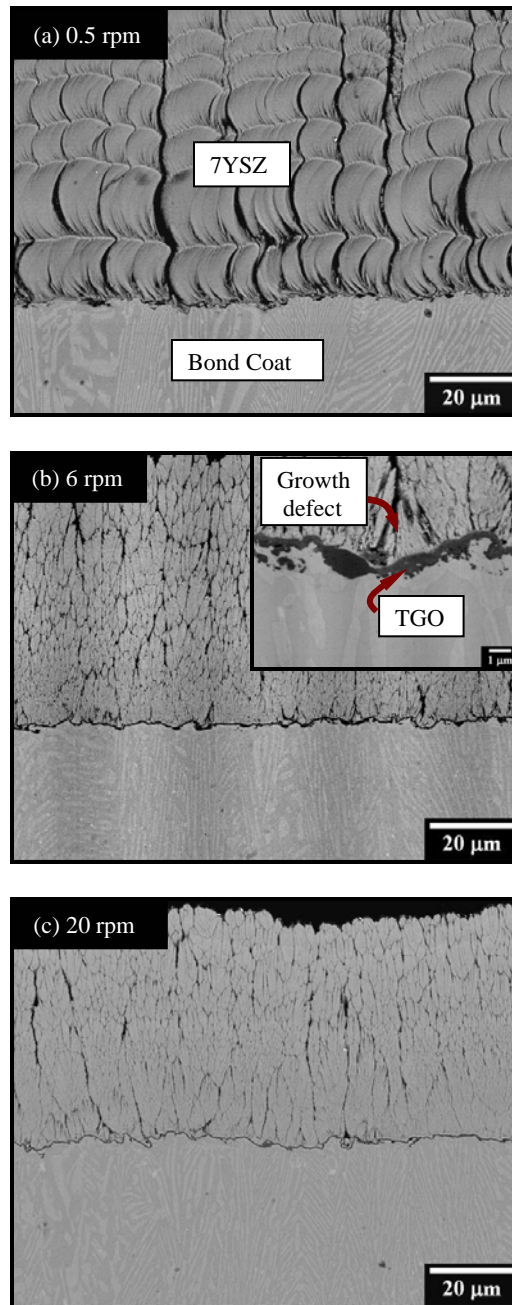 (a) 0.5 rpm
7YSZ
Bond Coat
20 μm
(b) 6 rpm
Growth
defect
TGO
1 μm
20 μm
(c) 20 rpm
20 μm